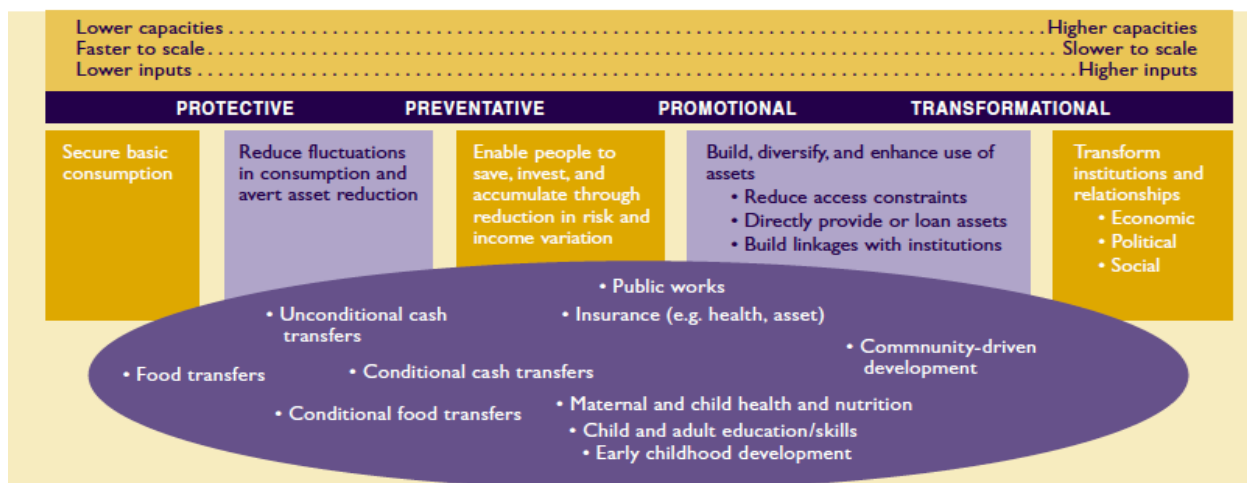 Lower capacities . . . . . . . . . . . . . . . . . . . . . . . . . . . . . . . . . . . . . . . . . . . . . . . . . . . . Higher capacities
Faster to scale . . . . . . . . . . . . . . . . . . . . . . . . . . . . . . . . . . . . . . . . . . . . . . . . . . . . Slower to scale
Lower inputs . . . . . . . . . . . . . . . . . . . . . . . . . . . . . . . . . . . . . . . . . . . . . . . . . . . . Higher inputs
PROTECTIVE PREVENTATIVE PROMOTIONAL TRANSFORMATIONAL
Secure basic
consumption
Reduce fluctuations
in consumption and
avert asset reduction
Enable people to
save, invest, and
accumulate through
reduction in risk and
income variation
Build, diversify, and enhance use of
assets
• Reduce access constraints
• Directly provide or loan assets
• Build linkages with institutions
Transform
institutions and
relationships
• Economic
• Political
• Social
• Public works
• Unconditional cash
transfers
• Insurance (e.g. health, asset)
• Commnunity-driven
development
• Food transfers
• Conditional cash transfers
• Conditional food transfers
• Maternal and child health and nutrition
• Child and adult education/skills
• Early childhood development